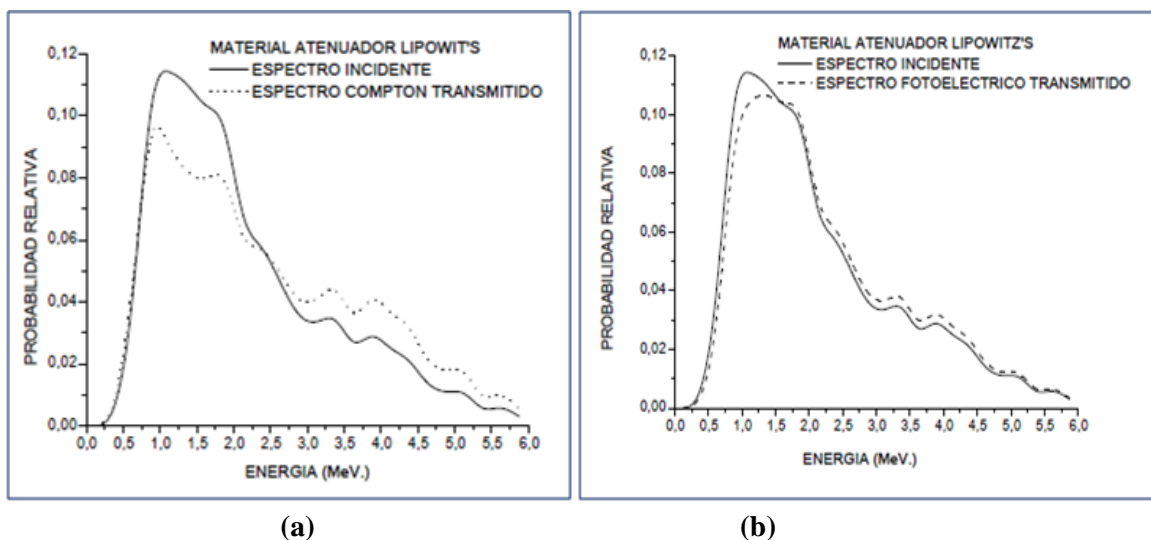 MATERIAL ATENUADOR LIPOWIT'S
ESPECTRO INCIDENTE
ESPECTRO COMPTON TRANSMITIDO
PROBABILIDAD RELATIVA
0,12
0,10
0,08
0,06
0,04
0,02
0,00
0,0 0,5 1,0 1,5 2,0 2,5 3,0 3,5 4,0 4,5 5,0 5,5 6,0
ENERGIA (MeV.)
(a)
MATERIAL ATENUADOR LIPOWITZ'S
ESPECTRO INCIDENTE
ESPECTRO FOTOELECTRICO TRANSMITIDO
PROBABILIDAD RELATIVA
0,12
0,10
0,08
0,06
0,04
0,02
0,00
0,0 0,5 1,0 1,5 2,0 2,5 3,0 3,5 4,0 4,5 5,0 5,5 6,0
ENERGIA (MeV.)
(b)